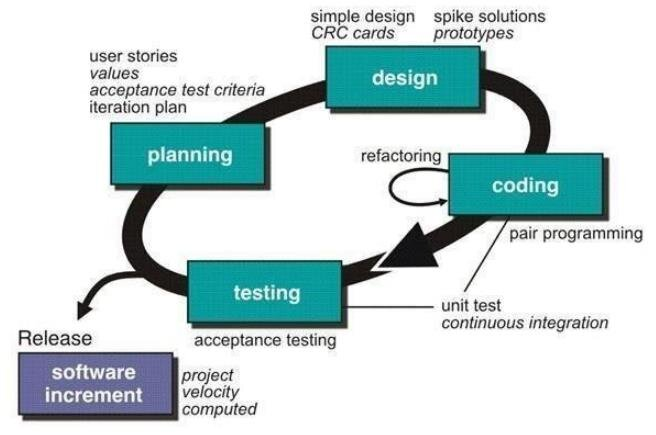 simple design
CRC cards
spike solutions
prototypes
user stories
values
acceptance test criteria
iteration plan
design
planning
refactoring
coding
pair programming
testing
unit test
continuous integration
acceptance testing
Release
software
increment
project
velocity
computed